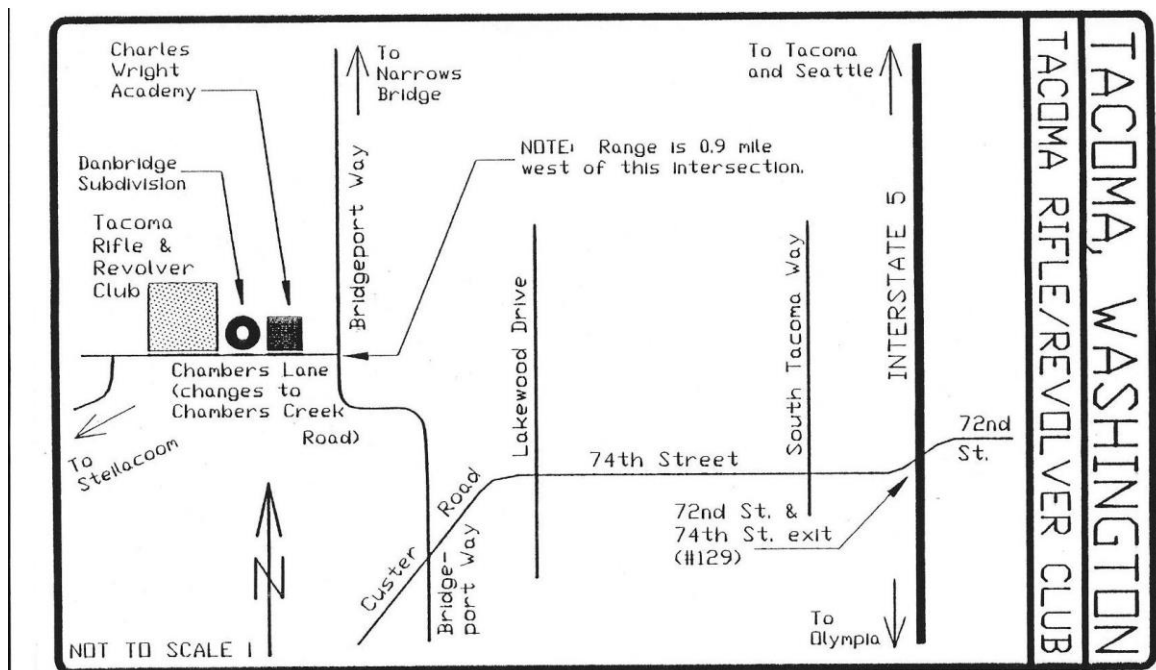 Charles
Wright
Academy
To
Narrows
Bridge
To Tacoma
and Seattle
Danbridge
Subdivision
NOTE: Range is 0.9 mile
west of this intersection.
Tacoma
Rifle &
Revolver
Club
Bridgeport Way
Lakewood Drive
South Tacoma Way
INTERSTATE 5
Chambers Lane
(changes to
Chambers Creek
Road)
To
Stellacoom
72nd
St.
74th Street
Custer Road
72nd St. &
74th St. exit
(#129)
Bridge-
port Way
N
To
Olympia
NOT TO SCALE !
TACOMA, WASHINGTON
TACOMA RIFLE/REVOLVER CLUB